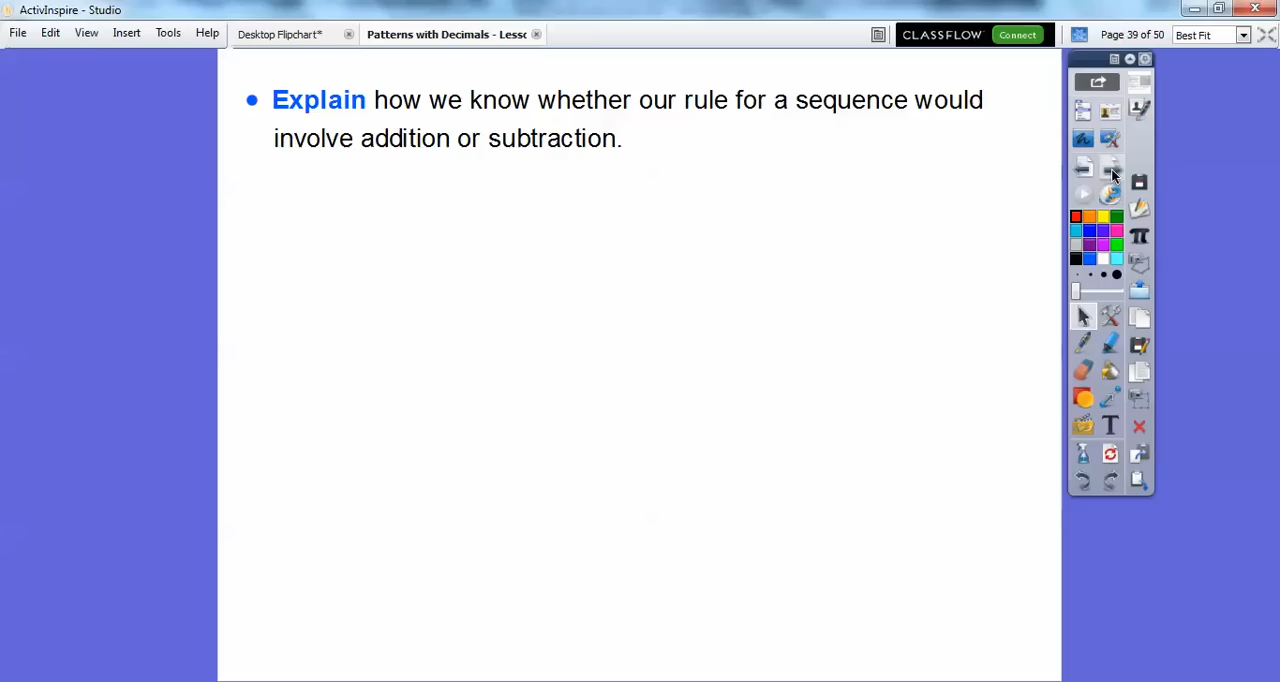 ActivInspire - Studio
File Edit View Insert Tools Help Desktop Flipchart* Patterns with Decimals - Lesso CLASSFLOW Connect Page 39 of 50 Best Fit
• Explain how we know whether our rule for a sequence would
involve addition or subtraction.